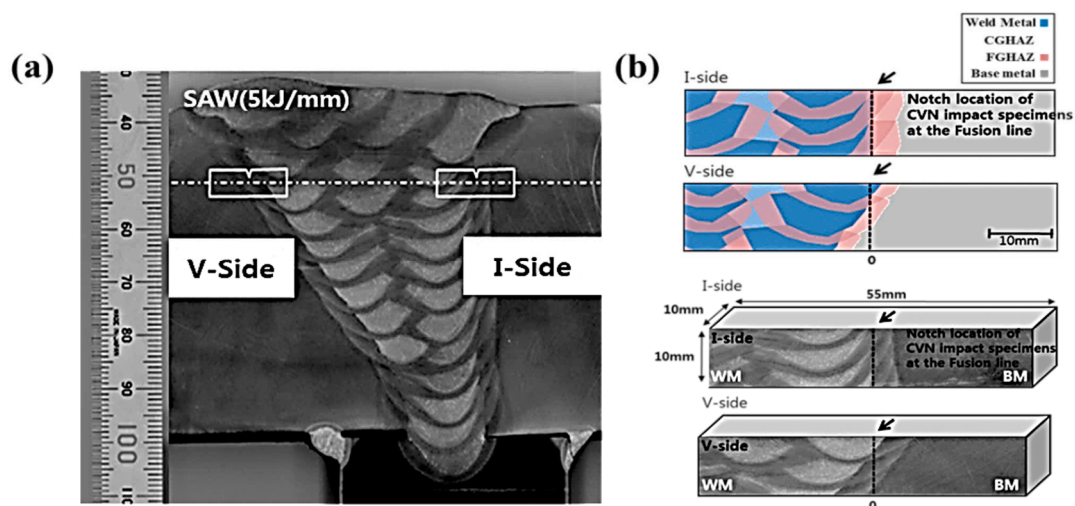 (a)
SAW(5kJ/mm)
V-Side
I-Side
40
50
60
70
80
90
100
(b)
Weld Metal
CGHAZ
FGHAZ
Base metal
I-side
Notch location of
CVN impact specimens
at the Fusion line
V-side
10mm
0
I-side
55mm
10mm
10mm
I-side
Notch location of
CVN impact specimens
at the Fusion line
WM
BM
V-side
V-side
WM
BM
0